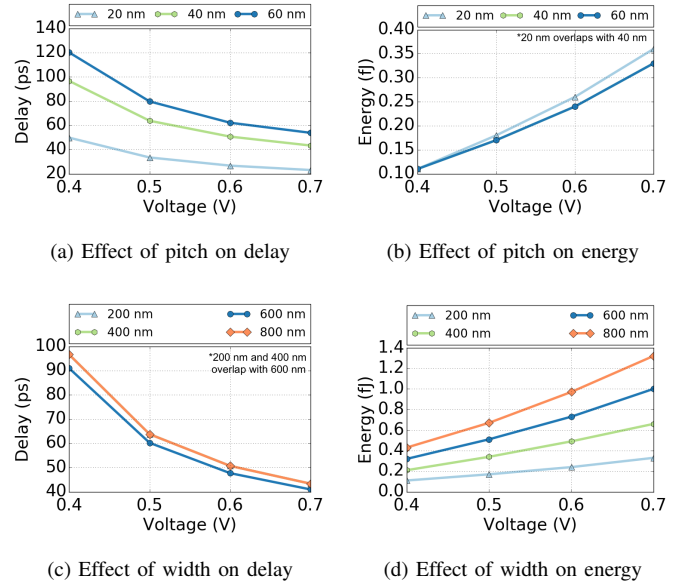 20 nm 40 nm 60 nm
*20 nm overlaps with 40 nm
Delay (ps)
140
120
100
80
60
40
20
0.4 0.5 0.6 0.7
Voltage (V)
(a) Effect of pitch on delay
20 nm 40 nm 60 nm
Energy (fJ)
0.40
0.35
0.30
0.25
0.20
0.15
0.10
0.4 0.5 0.6 0.7
Voltage (V)
(b) Effect of pitch on energy
200 nm 600 nm
400 nm 800 nm
*200 nm and 400 nm
overlap with 600 nm
Delay (ps)
100
90
80
70
60
50
40
0.4 0.5 0.6 0.7
Voltage (V)
(c) Effect of width on delay
200 nm 600 nm
400 nm 800 nm
Energy (fJ)
1.4
1.2
1.0
0.8
0.6
0.4
0.2
0.0
0.4 0.5 0.6 0.7
Voltage (V)
(d) Effect of width on energy